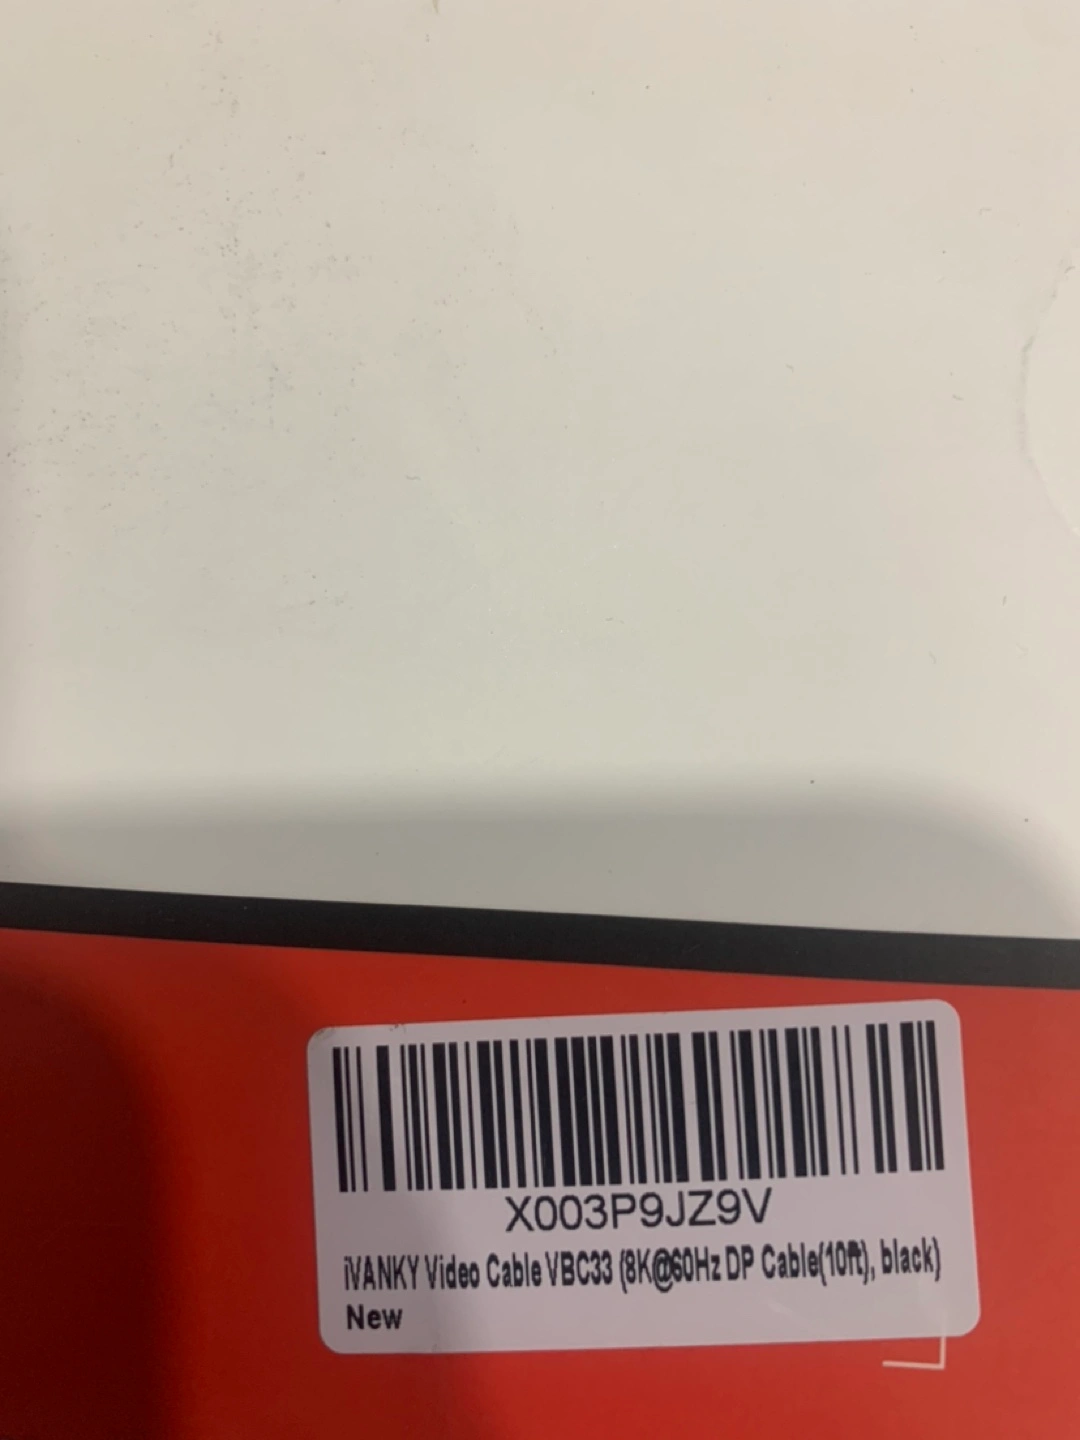 X003P9JZ9V
iVANKY Video Cable VBC33 (8K@60Hz DP Cable(10ft), black)
New